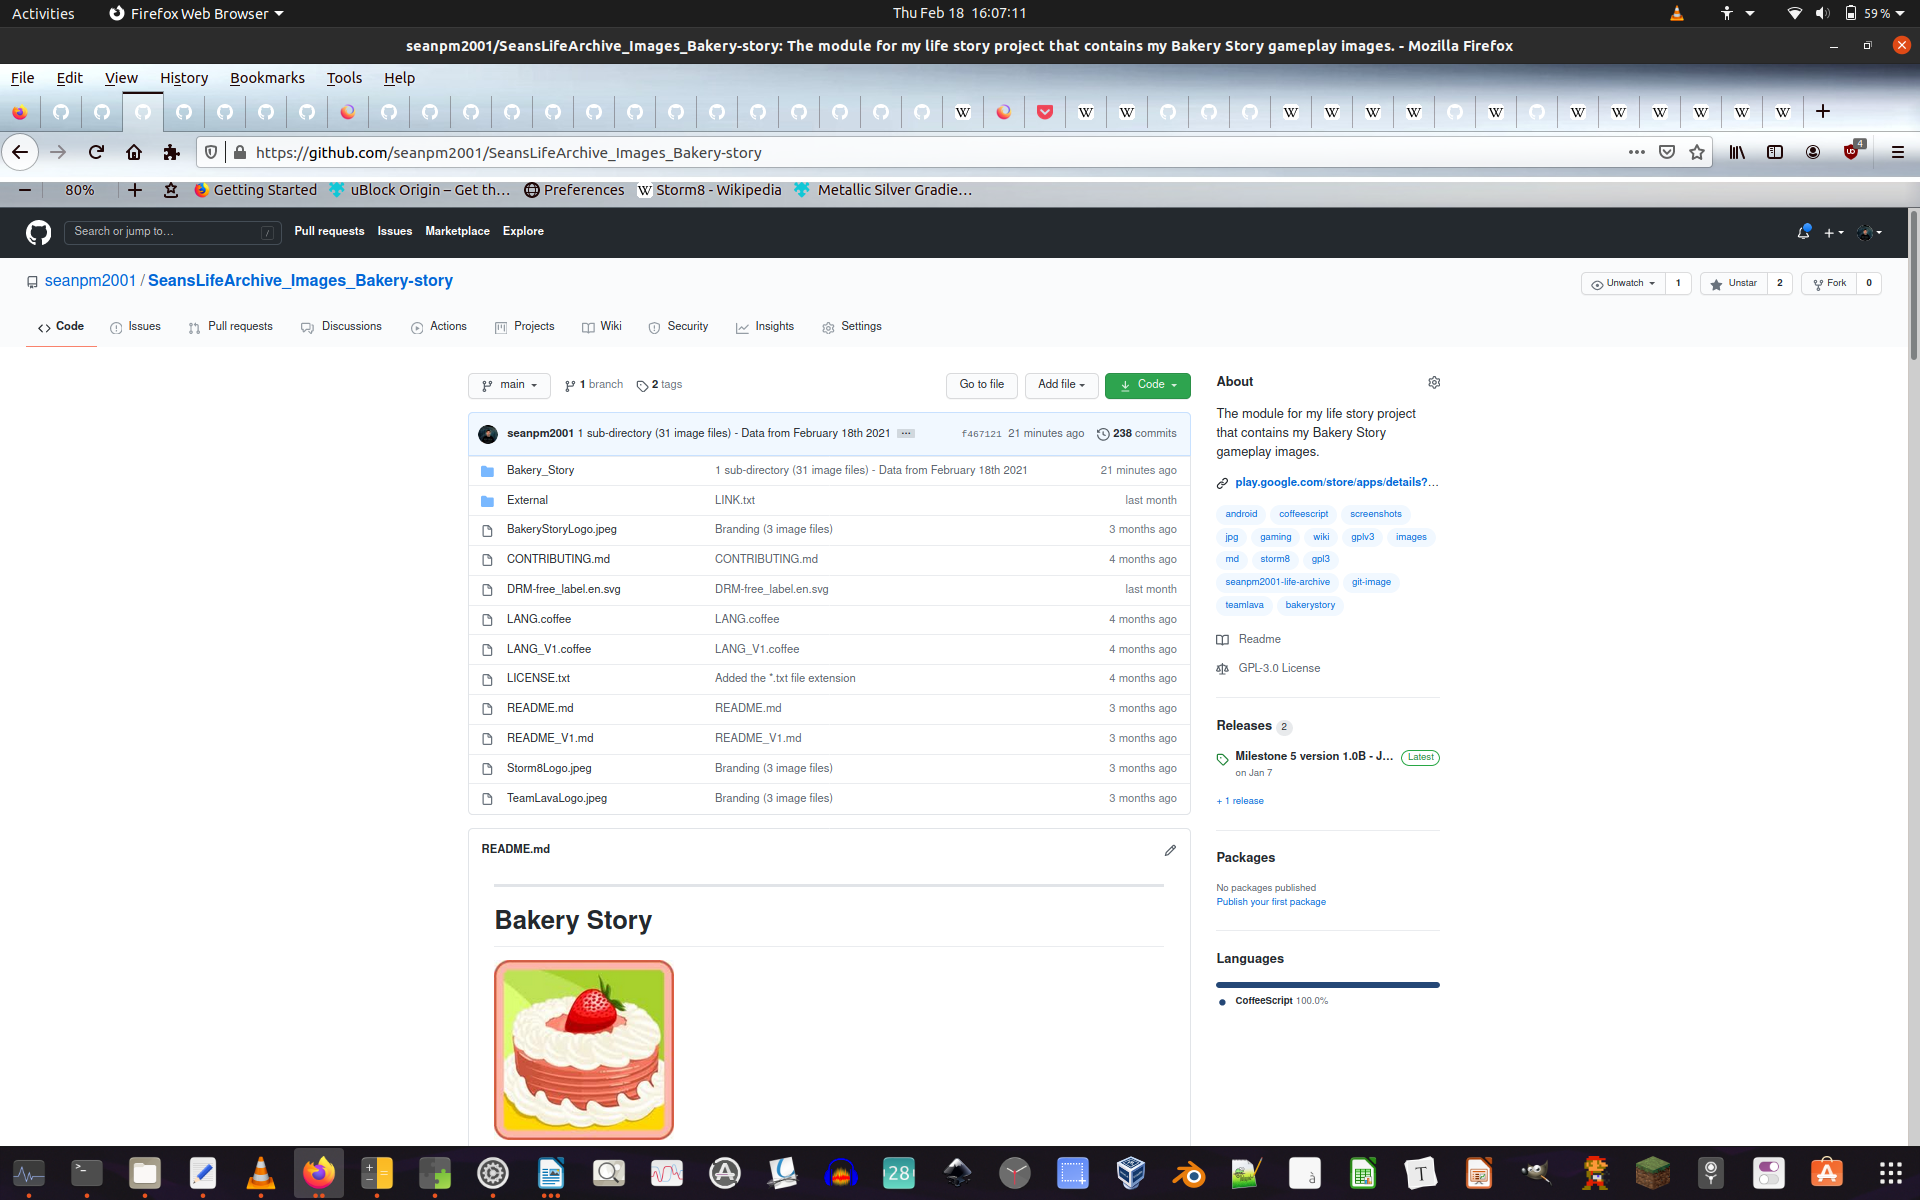 Activities Firefox Web Browser Thu Feb 18 16:07:11 59 %
seanpm2001/SeansLifeArchive_Images_Bakery-story: The module for my life story project that contains my Bakery Story gameplay images. - Mozilla Firefox
File Edit View History Bookmarks Tools Help
https://github.com/seanpm2001/SeansLifeArchive_Images_Bakery-story 4
80% Getting Started uBlock Origin – Get th… Preferences Storm8 - Wikipedia Metallic Silver Gradie…
Search or jump to… / Pull requests Issues Marketplace Explore
seanpm2001 / SeansLifeArchive_Images_Bakery-story Unwatch 1 Unstar 2 Fork 0
Code Issues Pull requests Discussions Actions Projects Wiki Security Insights Settings
main 1 branch 2 tags Go to file Add file Code
seanpm2001 1 sub-directory (31 image files) - Data from February 18th 2021 f467121 21 minutes ago 238 commits
Bakery_Story 1 sub-directory (31 image files) - Data from February 18th 2021 21 minutes ago
External LINK.txt last month
BakeryStoryLogo.jpeg Branding (3 image files) 3 months ago
CONTRIBUTING.md CONTRIBUTING.md 4 months ago
DRM-free_label.en.svg DRM-free_label.en.svg last month
LANG.coffee LANG.coffee 4 months ago
LANG_V1.coffee LANG_V1.coffee 4 months ago
LICENSE.txt Added the *.txt file extension 4 months ago
README.md README.md 3 months ago
README_V1.md README_V1.md 3 months ago
Storm8Logo.jpeg Branding (3 image files) 3 months ago
TeamLavaLogo.jpeg Branding (3 image files) 3 months ago
README.md
Bakery Story
About
The module for my life story project
that contains my Bakery Story
gameplay images.
play.google.com/store/apps/details?…
android coffeescript screenshots
jpg gaming wiki gplv3 images
md storm8 gpl3
seanpm2001-life-archive git-image
teamlava bakerystory
Readme
GPL-3.0 License
Releases 2
Milestone 5 version 1.0B - J… Latest
on Jan 7
+ 1 release
Packages
No packages published
Publish your first package
Languages
CoffeeScript 100.0%
28